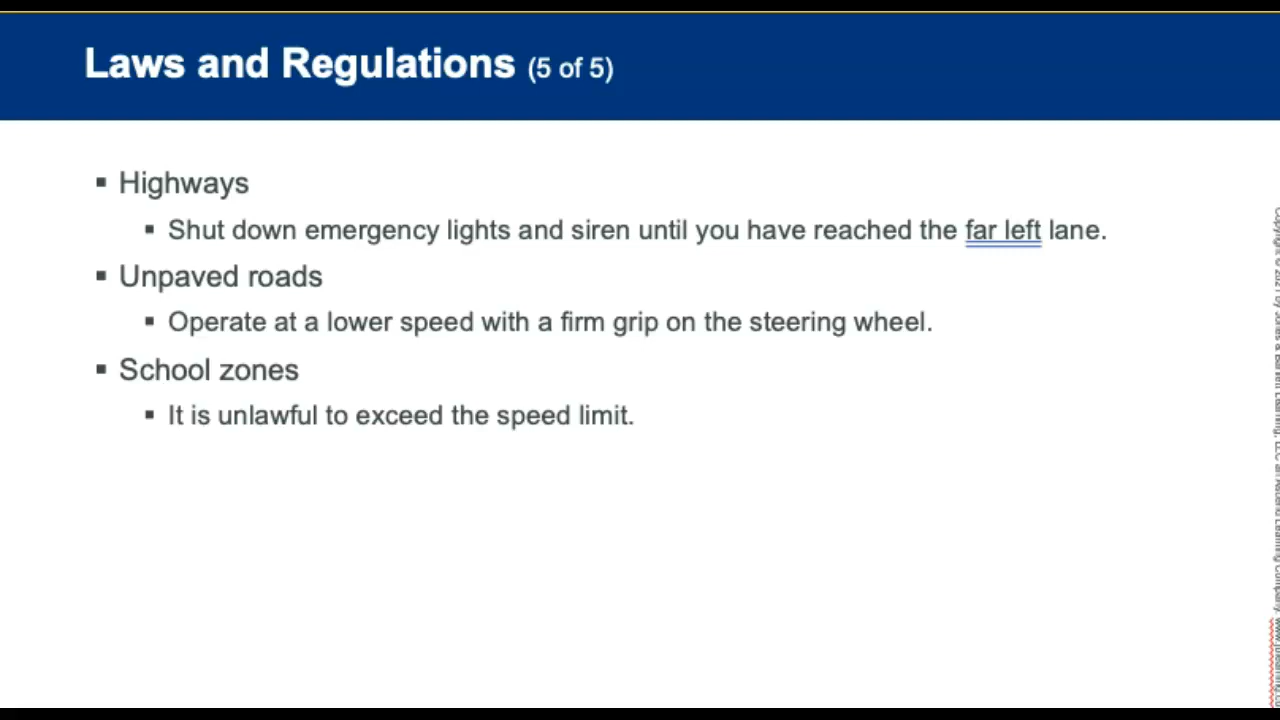 Laws and Regulations (5 of 5)
▪ Highways
▪ Shut down emergency lights and siren until you have reached the far left lane.
▪ Unpaved roads
▪ Operate at a lower speed with a firm grip on the steering wheel.
▪ School zones
▪ It is unlawful to exceed the speed limit.